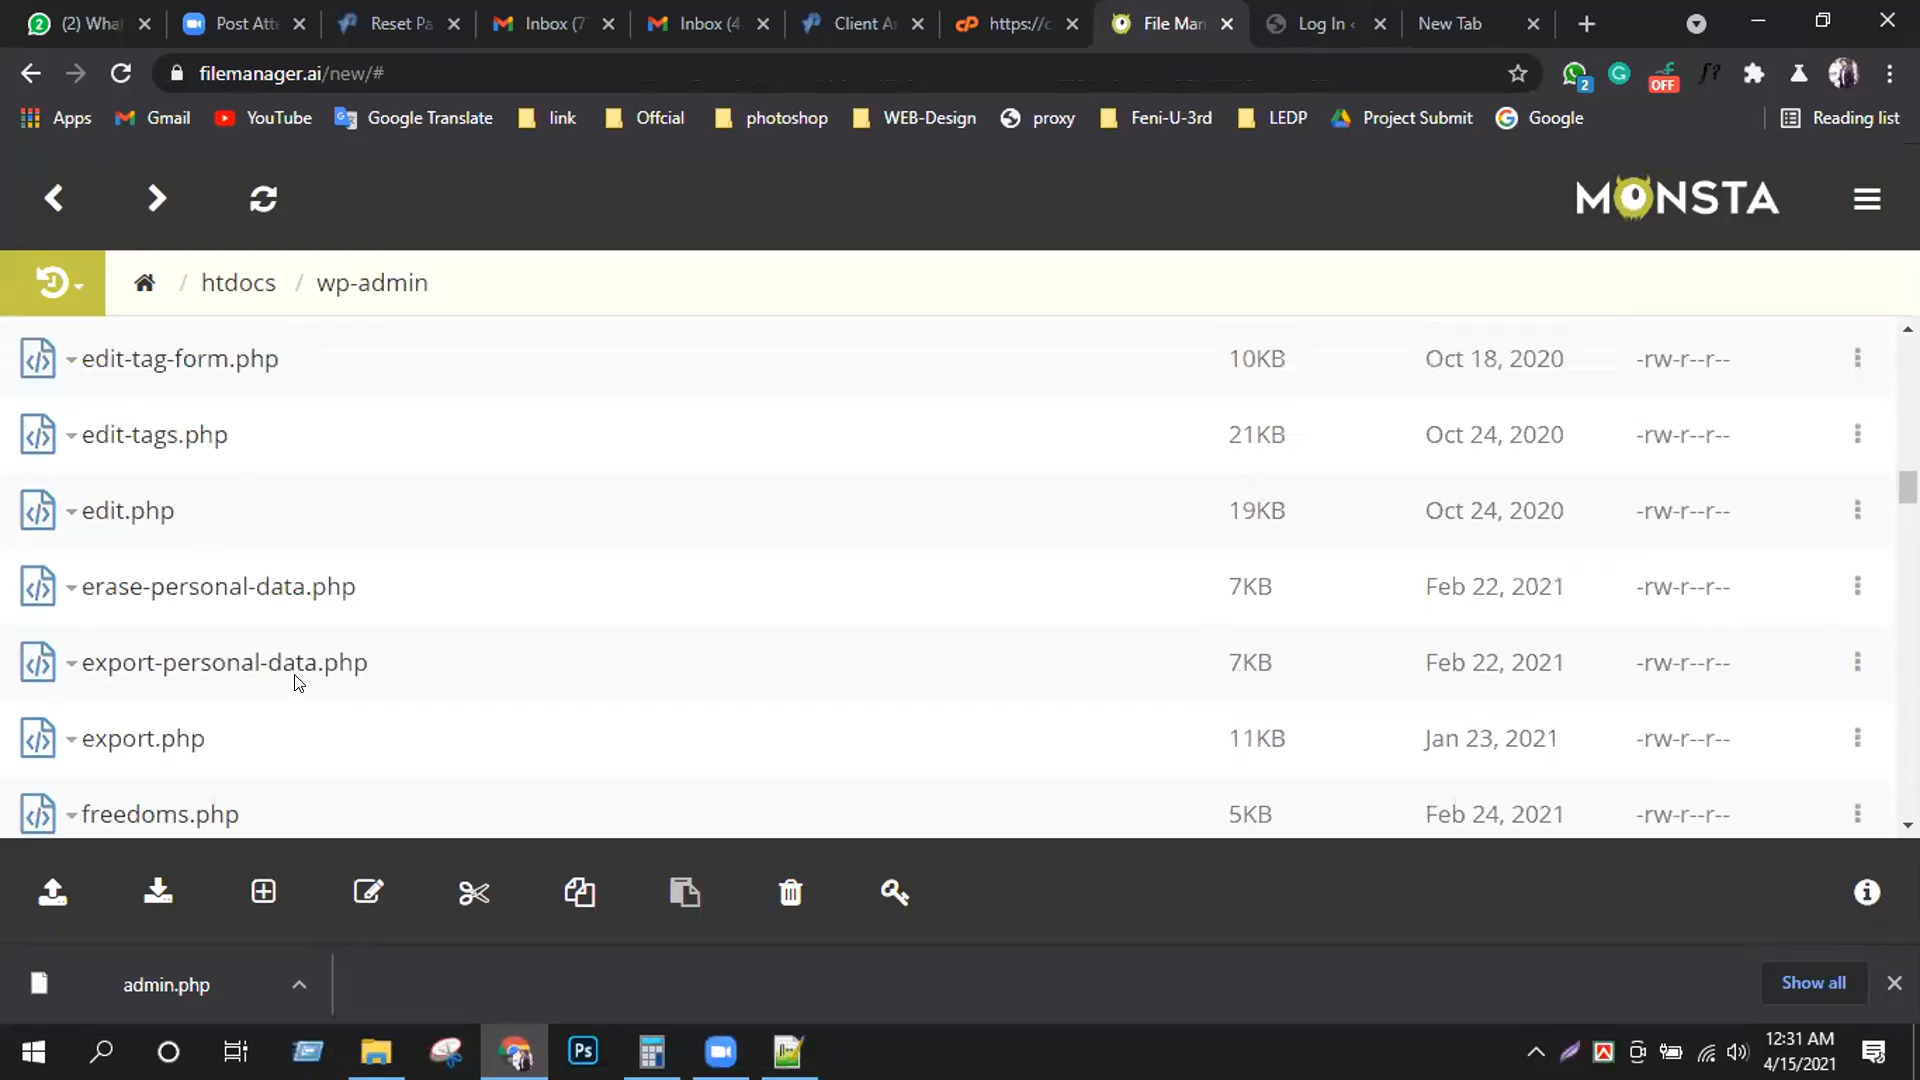 (2) Wha
Post Atte
Reset Pa
Inbox (7
Inbox (4
Client Ar
https://c
File Man
Log In ‹
New Tab
filemanager.ai/new/#
2
OFF
f?
Apps
Gmail
YouTube
Google Translate
link
Offcial
photoshop
WEB-Design
proxy
Feni-U-3rd
LEDP
Project Submit
Google
Reading list
MONSTA
/ htdocs / wp-admin
edit-tag-form.php 10KB Oct 18, 2020 -rw-r--r--
edit-tags.php 21KB Oct 24, 2020 -rw-r--r--
edit.php 19KB Oct 24, 2020 -rw-r--r--
erase-personal-data.php 7KB Feb 22, 2021 -rw-r--r--
export-personal-data.php 7KB Feb 22, 2021 -rw-r--r--
export.php 11KB Jan 23, 2021 -rw-r--r--
freedoms.php 5KB Feb 24, 2021 -rw-r--r--
admin.php
Show all
Ps
12:31 AM
4/15/2021